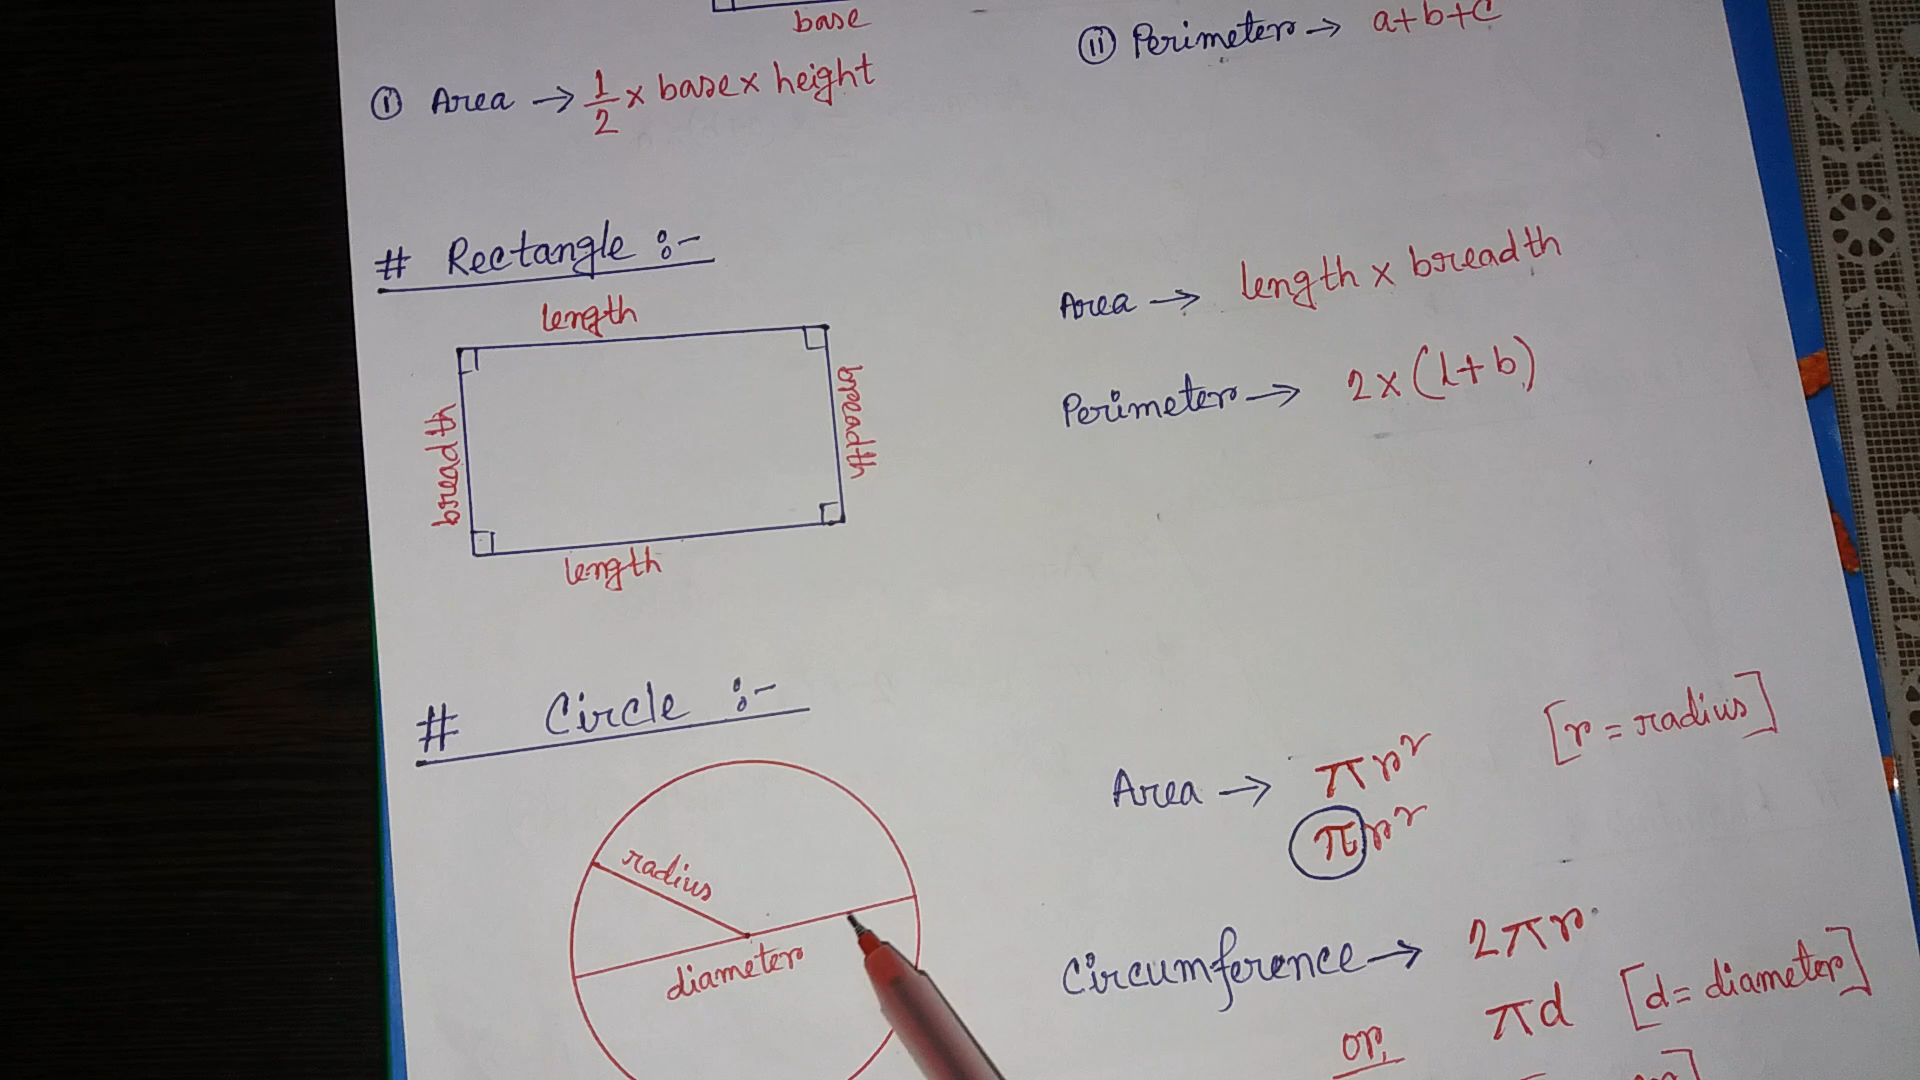 base
ⓘ Area → 1/2 × base × height
ⓘⓘ Perimeter → a+b+c
# Rectangle :-
length
breadth
breadth
length
Area → length × breadth
Perimeter → 2×(l+b)
# Circle :-
radius
diameter
Area → πr² [r = radius]
πr²
Circumference → 2πr
or, πd [d= diameter]